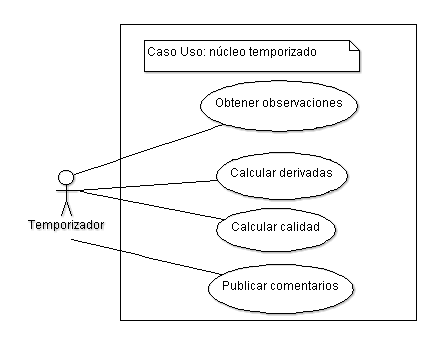 Caso Uso: núcleo temporizado
Obtener observaciones
Calcular derivadas
Temporizador
Calcular calidad
Publicar comentarios